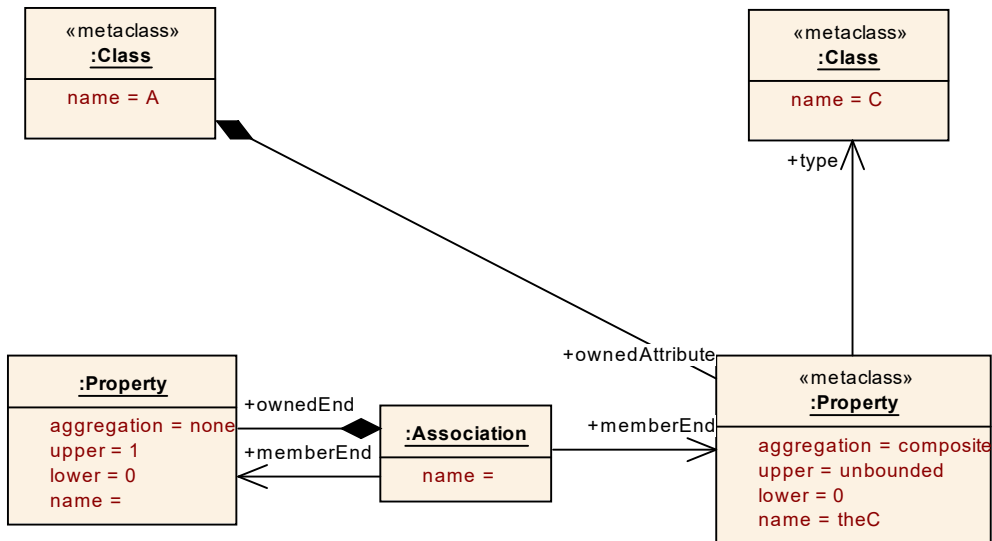 «metaclass»
:Class
name = A
«metaclass»
:Class
name = C
+type
+ownedAttribute
:Property
aggregation = none
upper = 1
lower = 0
name =
+ownedEnd
+memberEnd
:Association
name =
+memberEnd
«metaclass»
:Property
aggregation = composite
upper = unbounded
lower = 0
name = theC